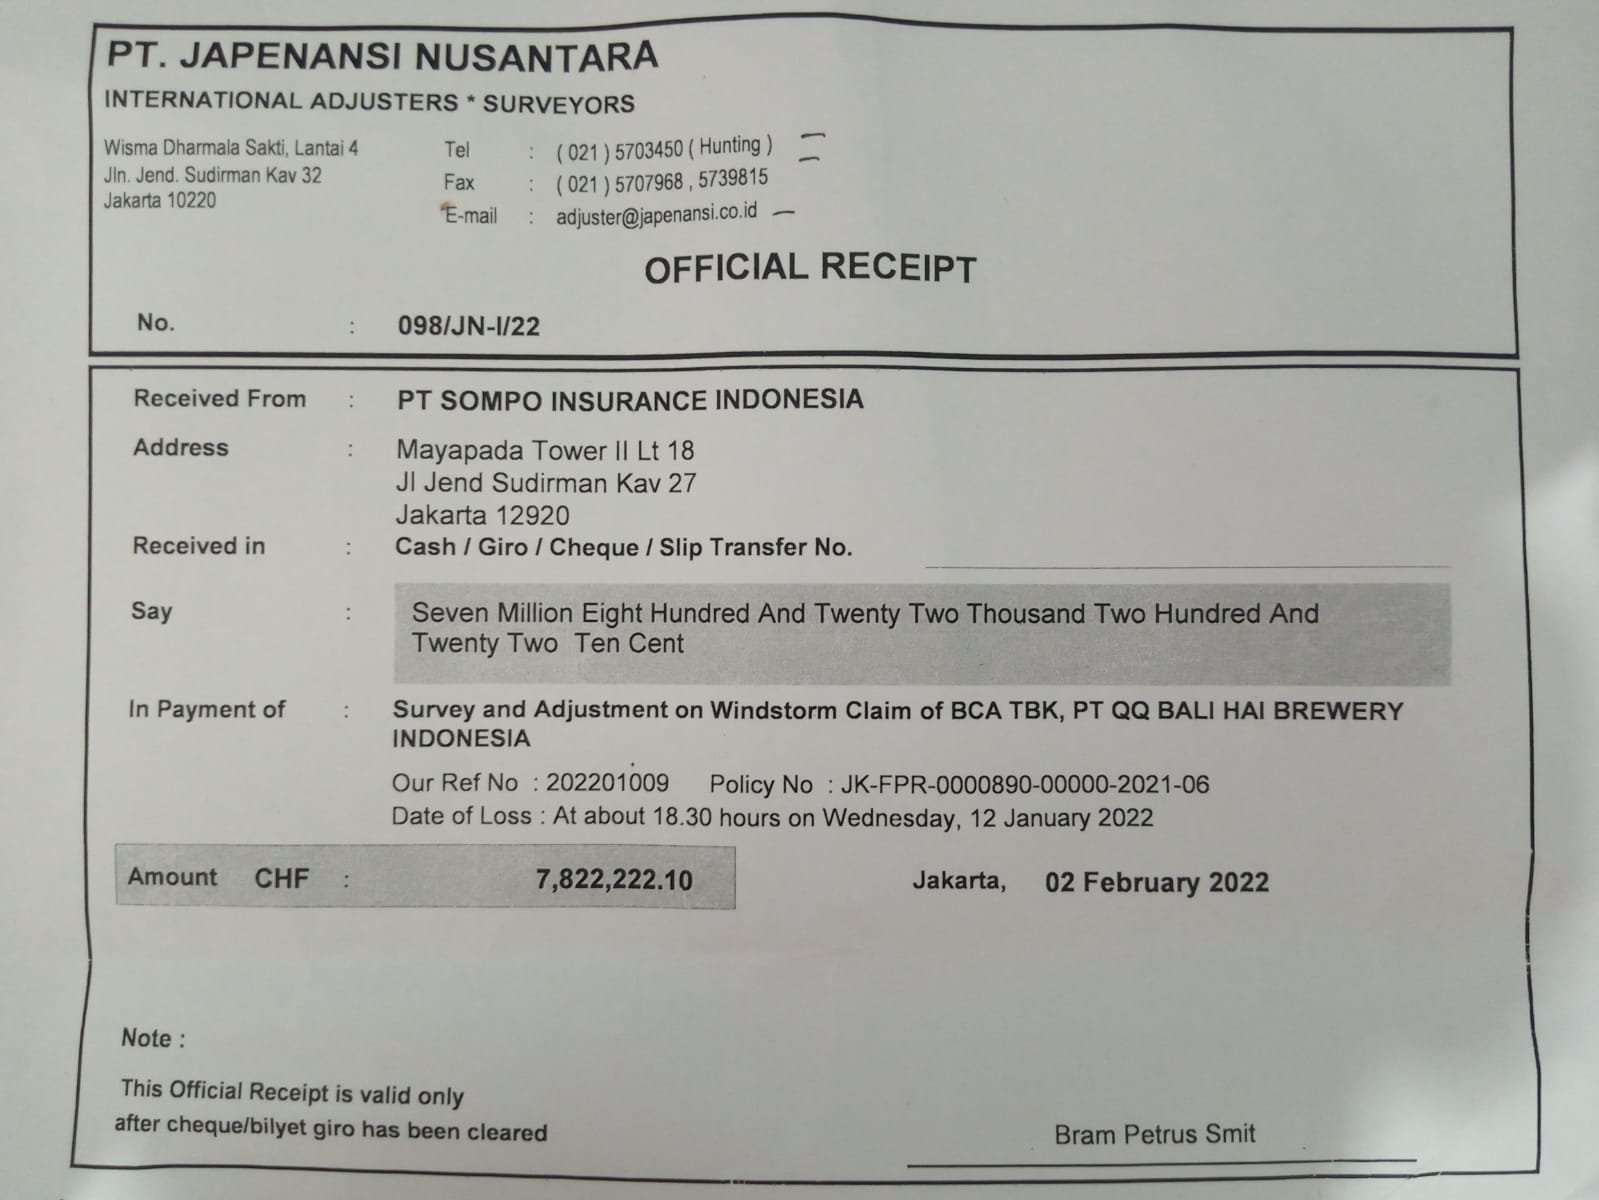 PT. JAPENANSI NUSANTARA
INTERNATIONAL ADJUSTERS * SURVEYORS
Wisma Dharmala Sakti, Lantai 4
Jln. Jend. Sudirman Kav 32
Jakarta 10220
Tel : ( 021 ) 5703450 ( Hunting )
Fax : ( 021 ) 5707968 , 5739815
E-mail : adjuster@japenansi.co.id
OFFICIAL RECEIPT
No. : 098/JN-I/22
Received From : PT SOMPO INSURANCE INDONESIA
Address : Mayapada Tower II Lt 18
Jl Jend Sudirman Kav 27
Jakarta 12920
Received in : Cash / Giro / Cheque / Slip Transfer No.
Say : Seven Million Eight Hundred And Twenty Two Thousand Two Hundred And
Twenty Two Ten Cent
In Payment of : Survey and Adjustment on Windstorm Claim of BCA TBK, PT QQ BALI HAI BREWERY
INDONESIA
Our Ref No : 202201009 Policy No : JK-FPR-0000890-00000-2021-06
Date of Loss : At about 18.30 hours on Wednesday, 12 January 2022
Amount CHF : 7,822,222.10 Jakarta, 02 February 2022
Note :
This Official Receipt is valid only
after cheque/bilyet giro has been cleared
Bram Petrus Smit